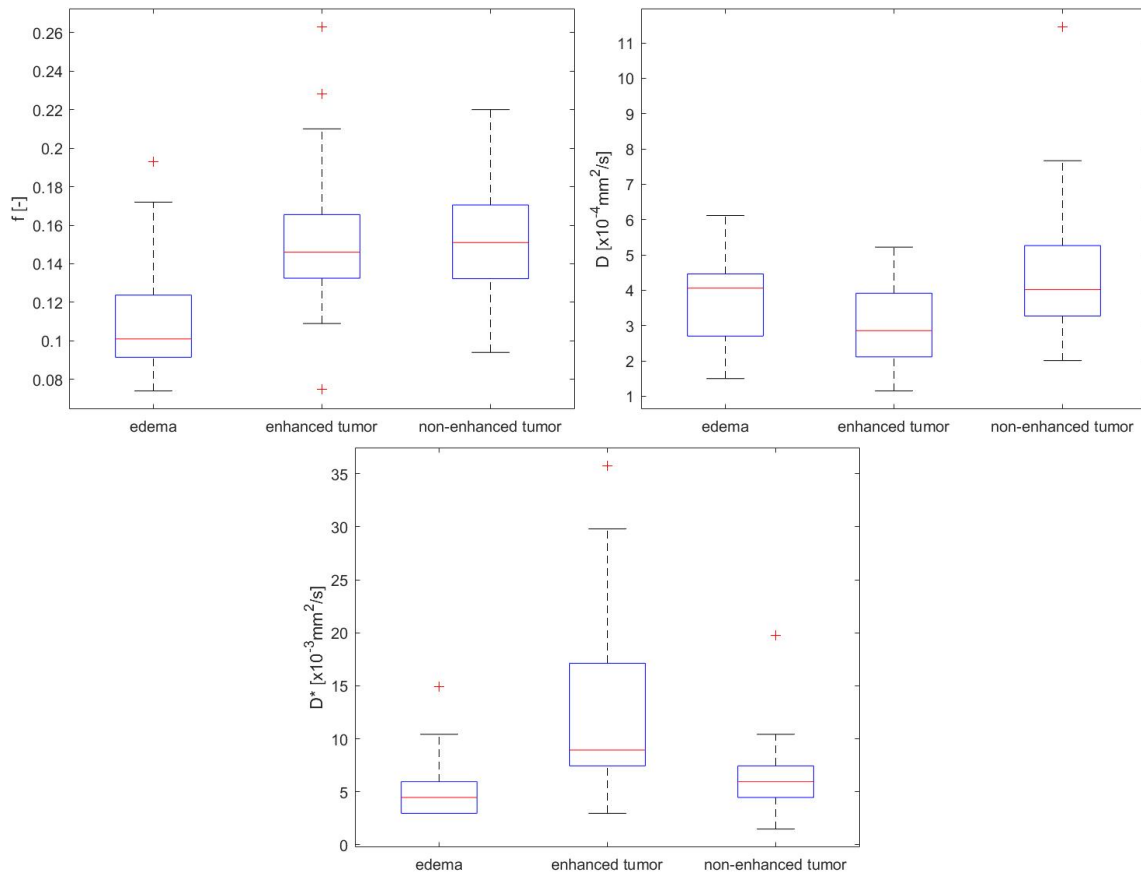 0.26
0.24
0.22
0.2
0.18
0.16
0.14
0.12
0.1
0.08
f [-]
edema
enhanced tumor
non-enhanced tumor
11
10
9
8
7
6
5
4
3
2
1
D [x10⁻⁴mm²/s]
edema
enhanced tumor
non-enhanced tumor
35
30
25
20
15
10
5
0
D* [x10⁻³mm²/s]
edema
enhanced tumor
non-enhanced tumor